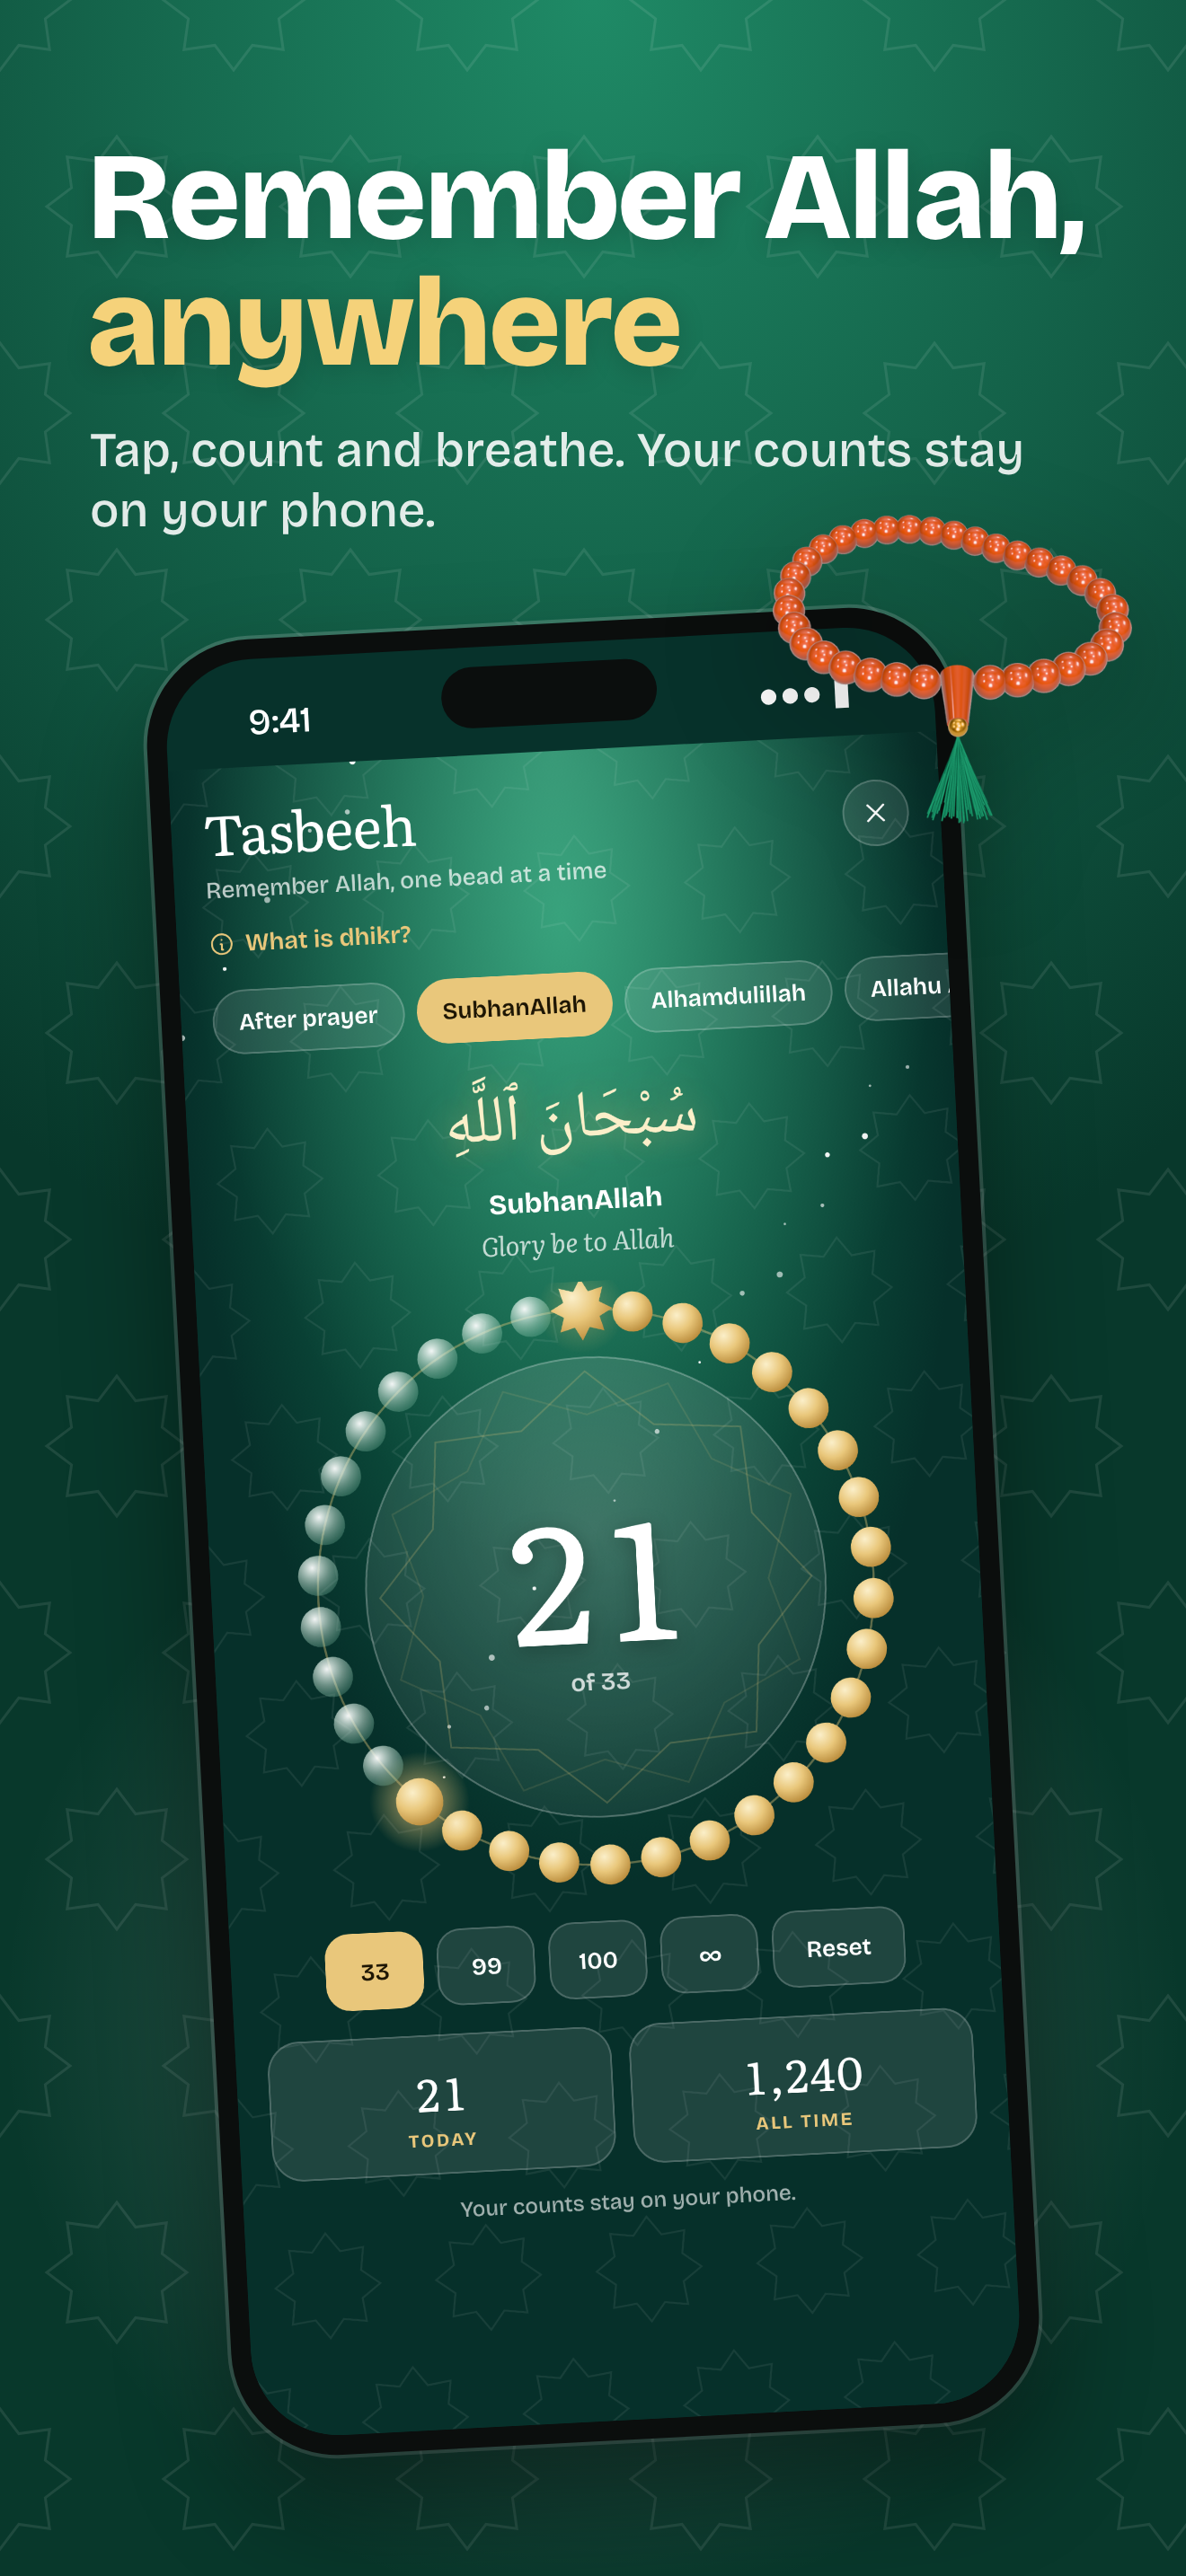 Remember Allah,
anywhere
Tap, count and breathe. Your counts stay
on your phone.
9:41
Tasbeeh
Remember Allah, one bead at a time
What is dhikr?
After prayer
SubhanAllah
Alhamdulillah
Allahu
سُبْحَانَ ٱللَّهِ
SubhanAllah
Glory be to Allah
21
of 33
33
99
100
∞
Reset
21
1,240
TODAY
ALL TIME
Your counts stay on your phone.